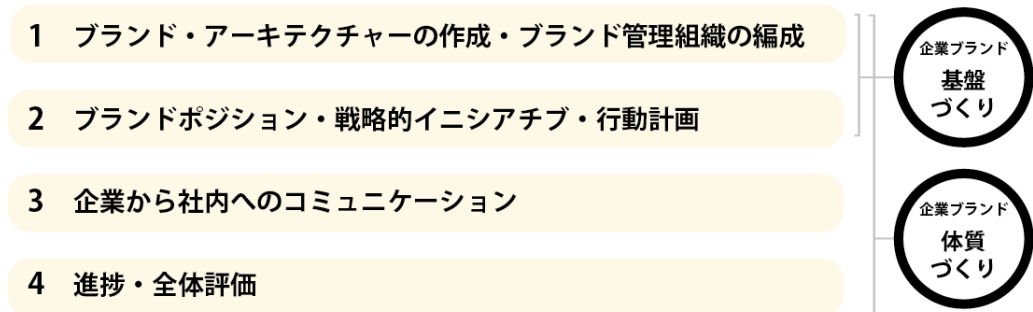 1 ブランド・アーキテクチャーの作成・ブランド管理組織の編成
2 ブランドポジション・戦略的イニシアチブ・行動計画
3 企業から社内へのコミュニケーション
4 進捗・全体評価
企業ブランド
基盤
づくり
企業ブランド
体質
づくり